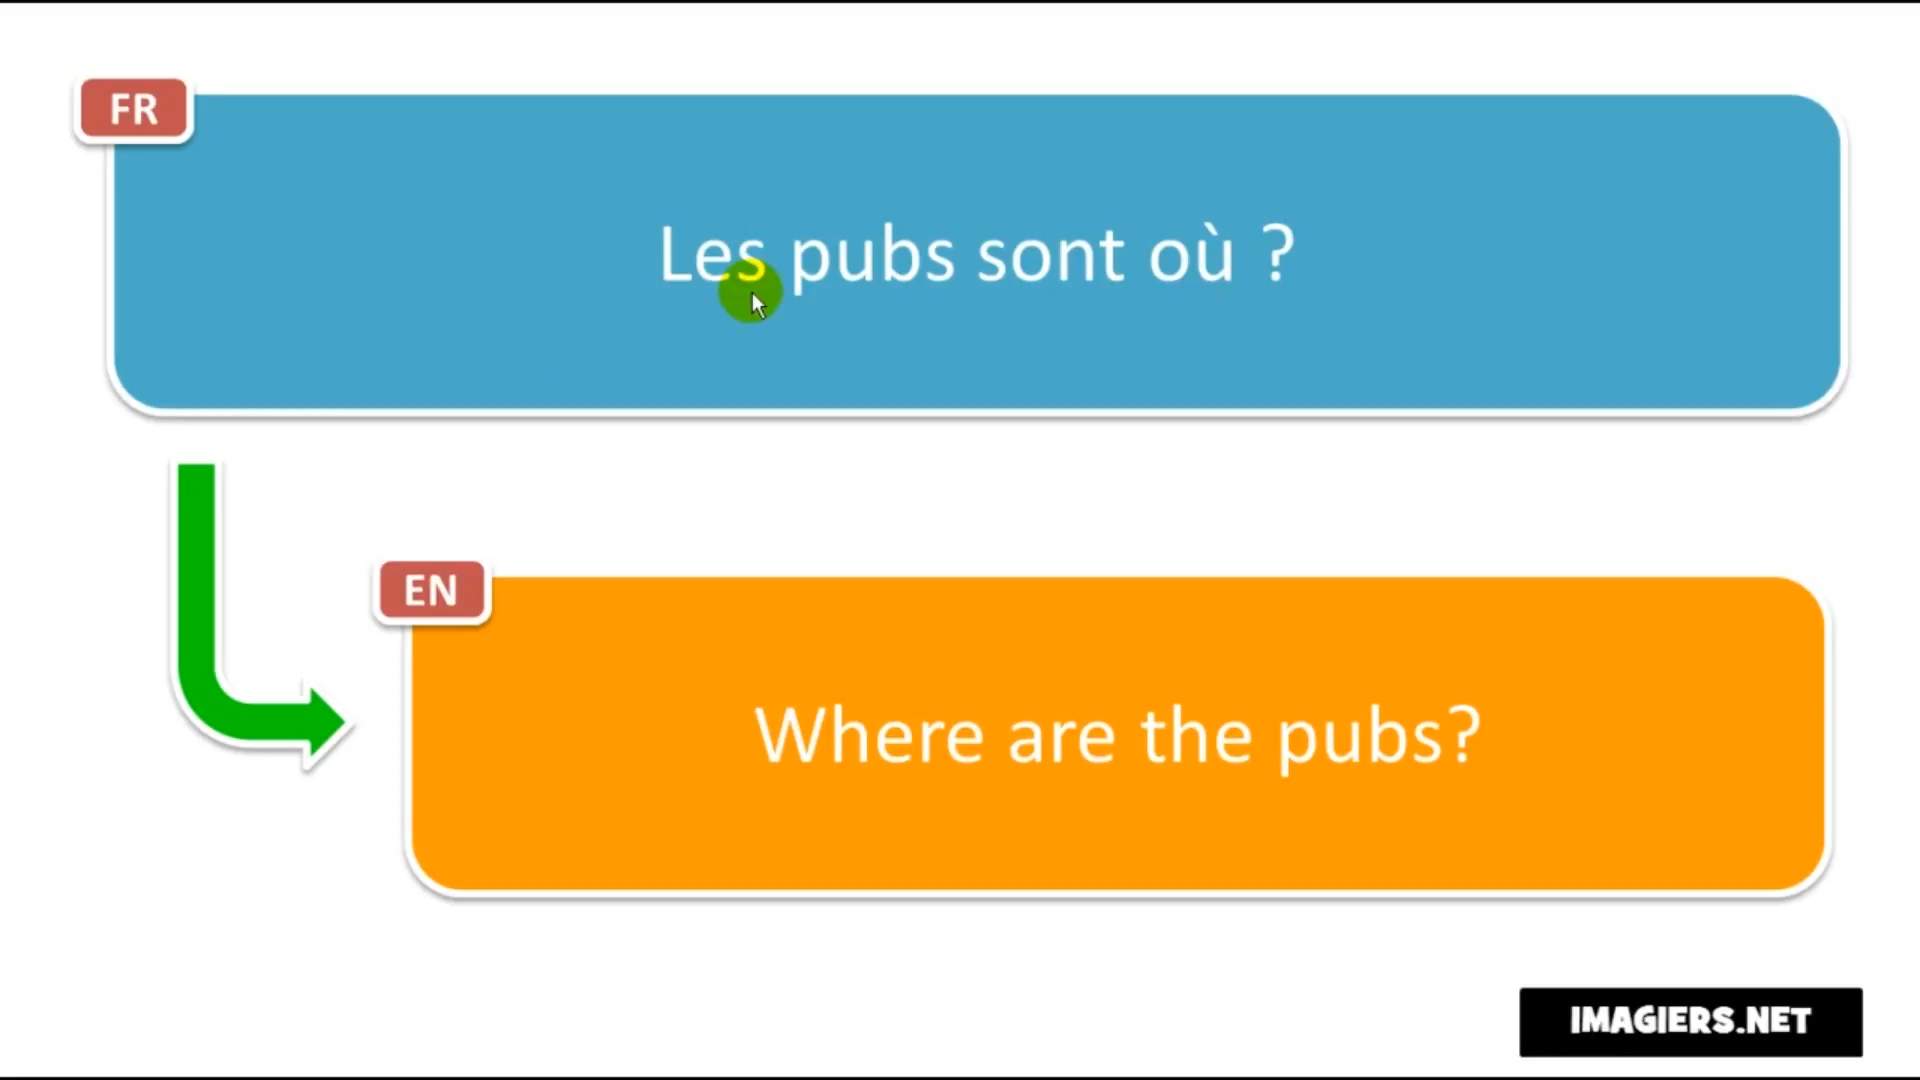 FR
Les pubs sont où ?
EN
Where are the pubs?
IMAGIERS.NET